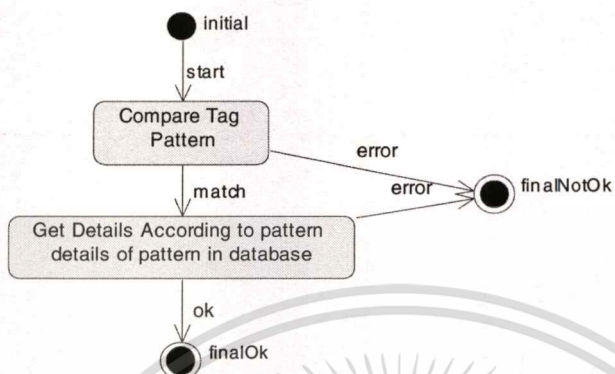 initial
start
Compare Tag
Pattern
error
match
error
finalNotOk
Get Details According to pattern
details of pattern in database
ok
finalOk